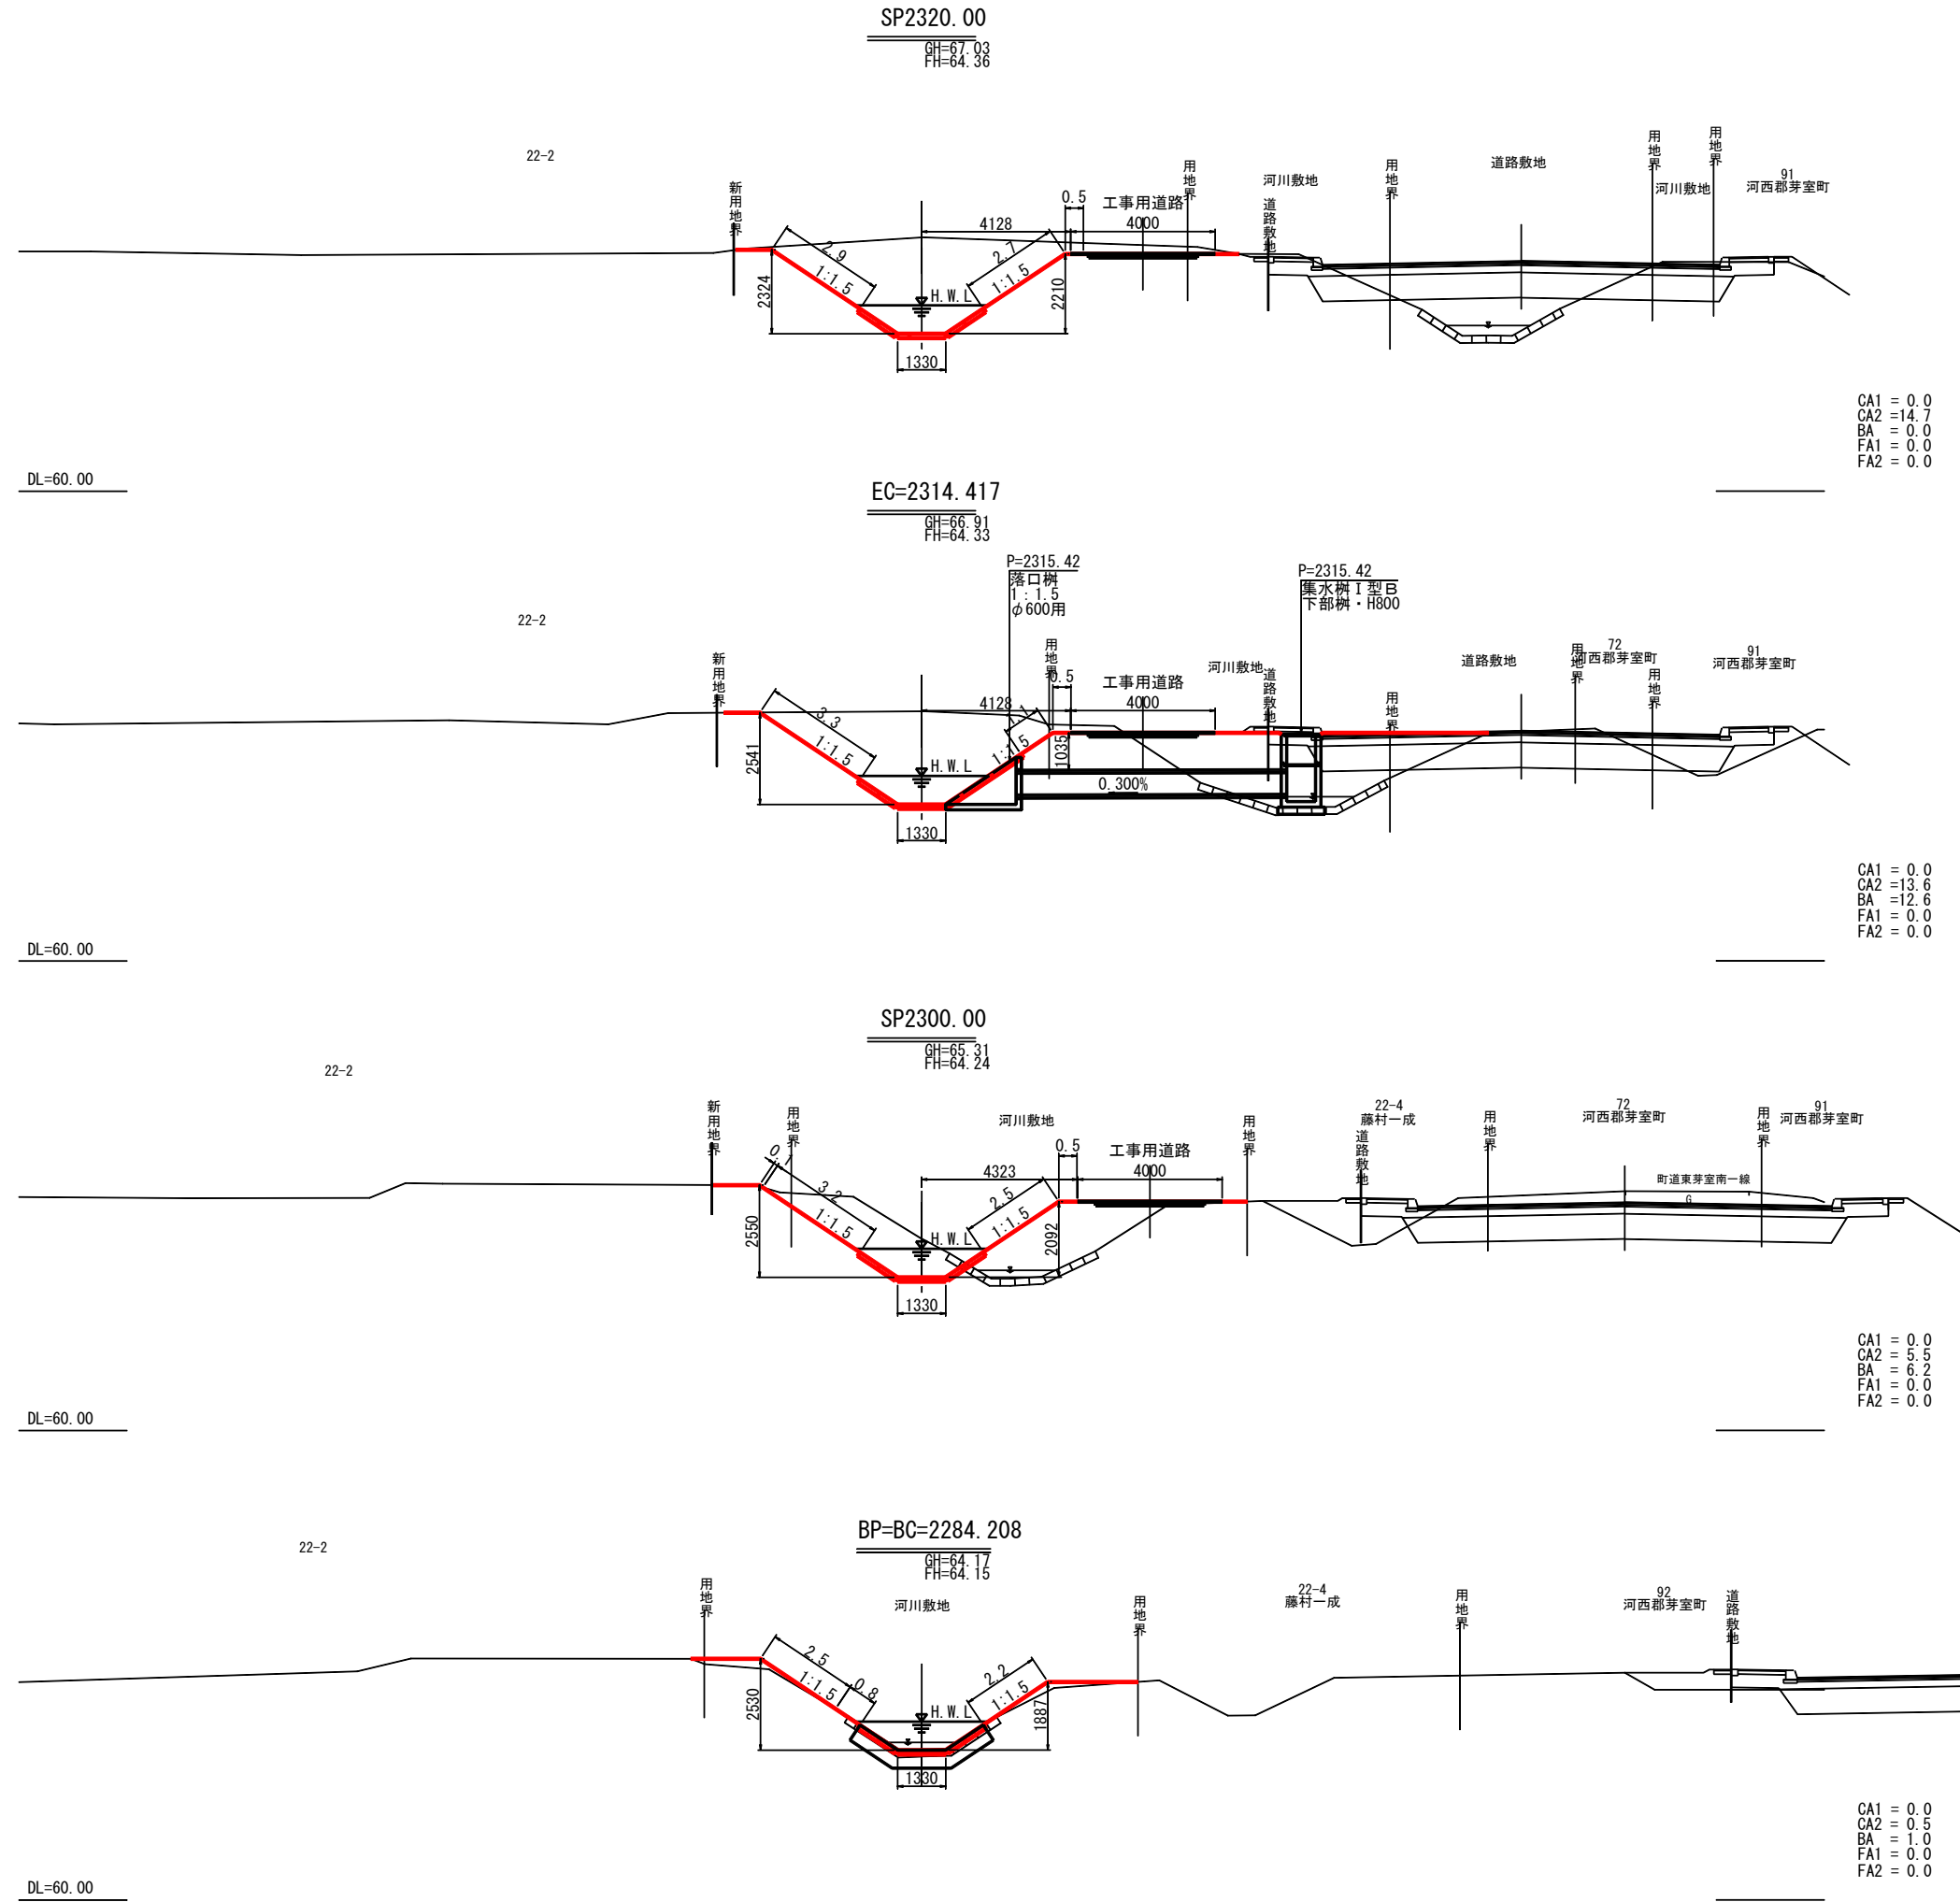 SP2320.00
GH=67.03
FH=64.36
22-2
新用地界
2.9
1:1.5
2324
H.W.L
1330
4128
2.7
1:1.5
2210
0.5
工事用道路
4000
用地界
河川敷地
道路敷地
用地界
道路敷地
用地界
河川敷地
用地界
91
河西郡芽室町
CA1 = 0.0
CA2 =14.7
BA = 0.0
FA1 = 0.0
FA2 = 0.0
DL=60.00
EC=2314.417
GH=66.91
FH=64.33
P=2315.42
落口桝
1:1.5
φ600用
P=2315.42
集水桝Ⅰ型B
下部桝・H800
22-2
新用地界
3.3
1:1.5
2541
H.W.L
1330
4128
1:1.5
用地界
0.5
1035
工事用道路
4000
0.300%
河川敷地
道路敷地
用地界
道路敷地
用地界
72
河西郡芽室町
用地界
91
河西郡芽室町
CA1 = 0.0
CA2 =13.6
BA =12.6
FA1 = 0.0
FA2 = 0.0
DL=60.00
SP2300.00
GH=65.31
FH=64.24
22-2
新用地界
用地界
0.1
3.2
1:1.5
2550
H.W.L
1330
河川敷地
4323
2.5
1:1.5
2092
0.5
工事用道路
4000
用地界
22-4
藤村一成
道路敷地
用地界
72
河西郡芽室町
町道東芽室南一線
G
用地界
91
河西郡芽室町
CA1 = 0.0
CA2 = 5.5
BA = 6.2
FA1 = 0.0
FA2 = 0.0
DL=60.00
BP=BC=2284.208
GH=64.17
FH=64.15
22-2
用地界
河川敷地
2.5
1:1.5
0.8
2530
H.W.L
1330
2.2
1:1.5
1887
用地界
22-4
藤村一成
用地界
92
河西郡芽室町
道路敷地
CA1 = 0.0
CA2 = 0.5
BA = 1.0
FA1 = 0.0
FA2 = 0.0
DL=60.00